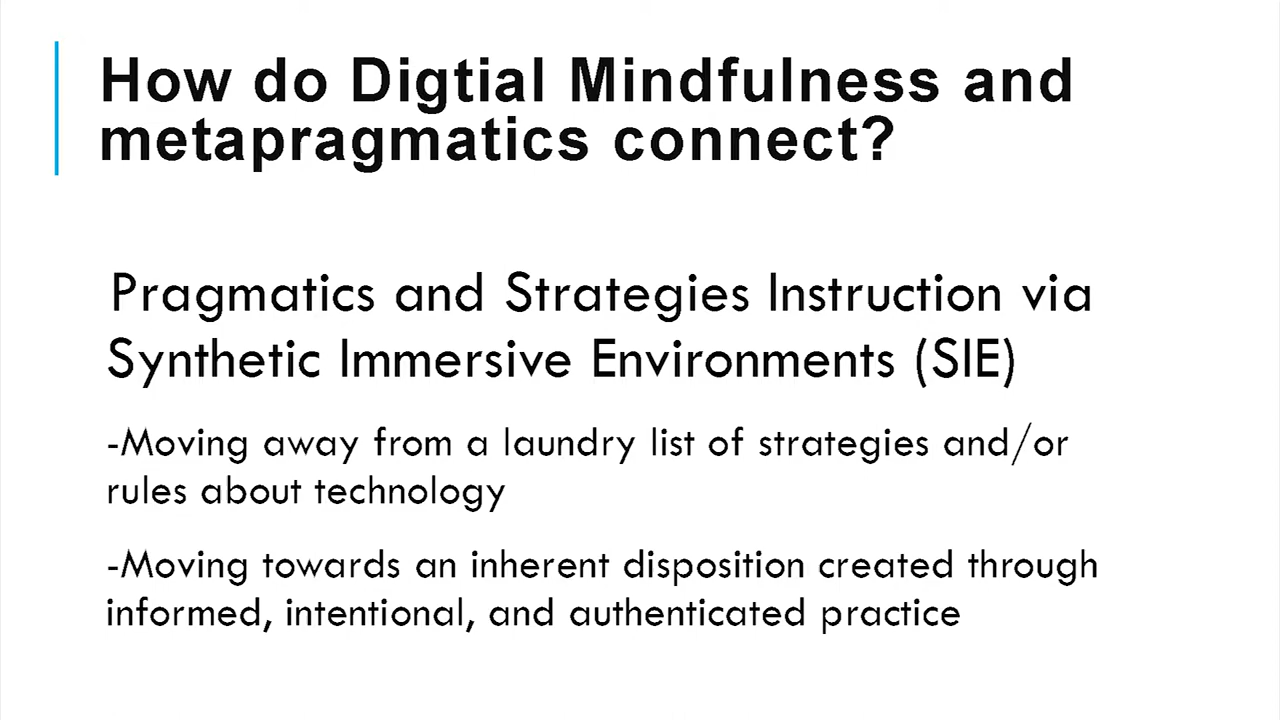 How do Digtial Mindfulness and
metapragmatics connect?
Pragmatics and Strategies Instruction via
Synthetic Immersive Environments (SIE)
-Moving away from a laundry list of strategies and/or
rules about technology
-Moving towards an inherent disposition created through
informed, intentional, and authenticated practice